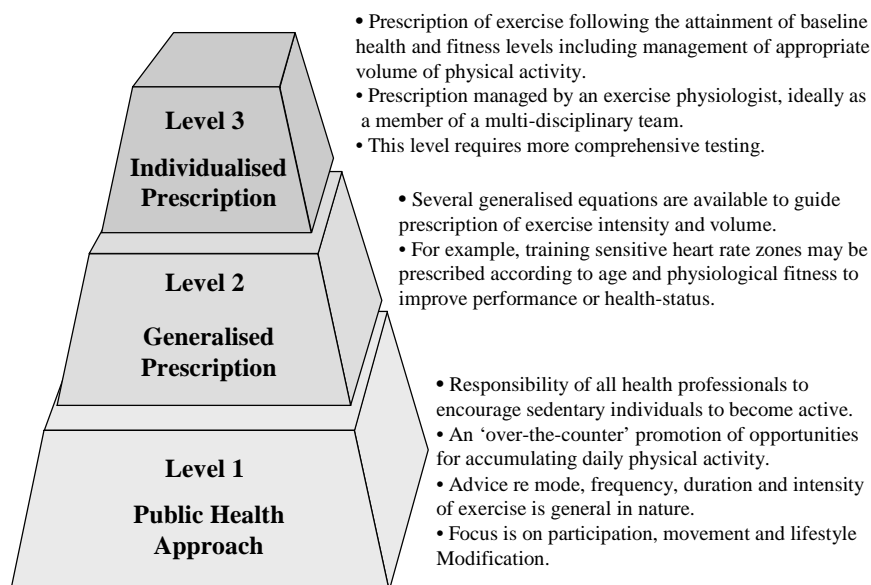 • Prescription of exercise following the attainment of baseline
health and fitness levels including management of appropriate
volume of physical activity.
• Prescription managed by an exercise physiologist, ideally as
a member of a multi-disciplinary team.
• This level requires more comprehensive testing.
Level 3
Individualised
Prescription
• Several generalised equations are available to guide
prescription of exercise intensity and volume.
• For example, training sensitive heart rate zones may be
prescribed according to age and physiological fitness to
improve performance or health-status.
Level 2
Generalised
Prescription
• Responsibility of all health professionals to
encourage sedentary individuals to become active.
• An ‘over-the-counter’ promotion of opportunities
for accumulating daily physical activity.
• Advice re mode, frequency, duration and intensity
of exercise is general in nature.
• Focus is on participation, movement and lifestyle
Modification.
Level 1
Public Health
Approach